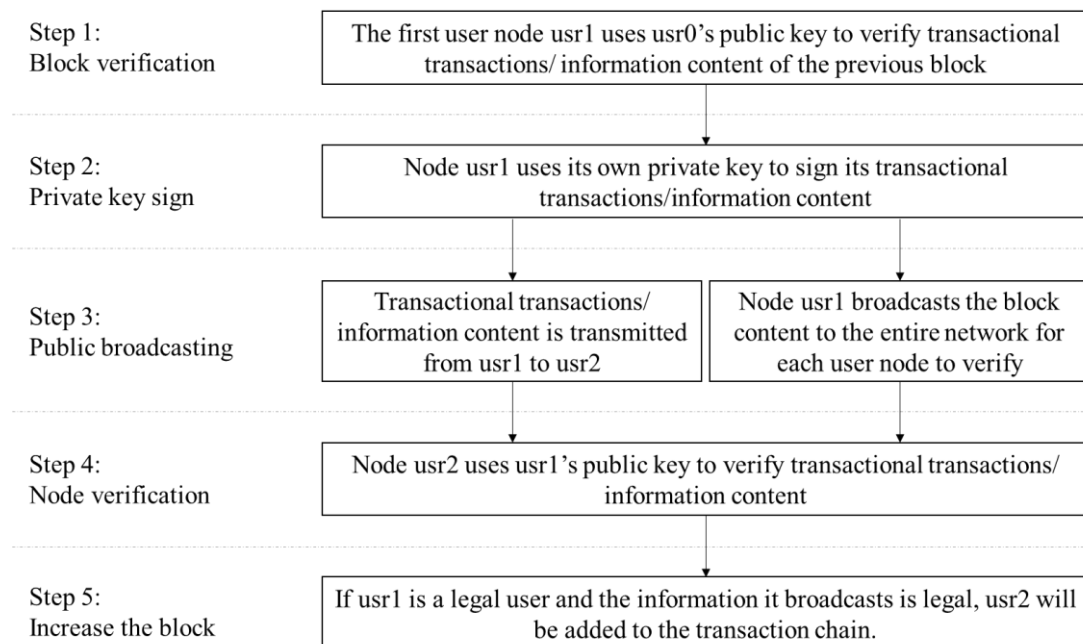 Step 1:
Block verification
The first user node usr1 uses usr0’s public key to verify transactional
transactions/ information content of the previous block
Step 2:
Private key sign
Node usr1 uses its own private key to sign its transactional
transactions/information content
Step 3:
Public broadcasting
Transactional transactions/
information content is transmitted
from usr1 to usr2
Node usr1 broadcasts the block
content to the entire network for
each user node to verify
Step 4:
Node verification
Node usr2 uses usr1’s public key to verify transactional transactions/
information content
Step 5:
Increase the block
If usr1 is a legal user and the information it broadcasts is legal, usr2 will
be added to the transaction chain.